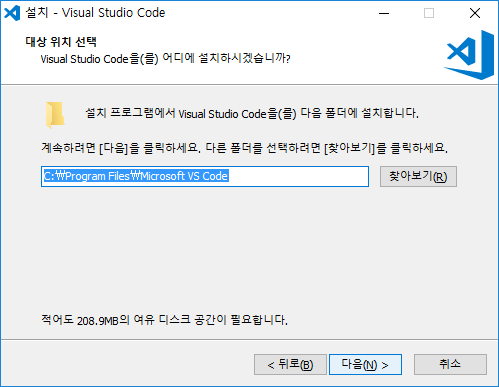 설치 - Visual Studio Code
대상 위치 선택
Visual Studio Code을(를) 어디에 설치하시겠습니까?
설치 프로그램에서 Visual Studio Code을(를) 다음 폴더에 설치합니다.
계속하려면 [다음]을 클릭하세요. 다른 폴더를 선택하려면 [찾아보기]를 클릭하세요.
C:₩Program Files₩Microsoft VS Code
찾아보기(R)
적어도 208.9MB의 여유 디스크 공간이 필요합니다.
< 뒤로(B)
다음(N) >
취소